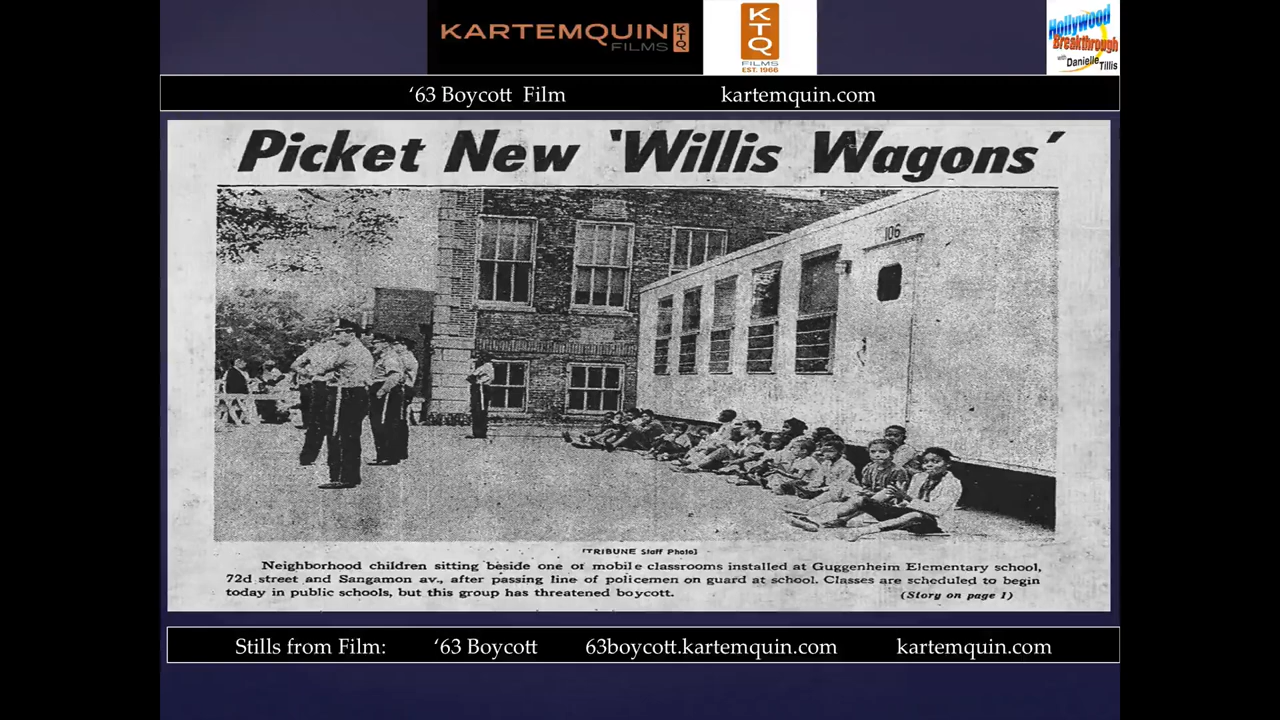 KARTEMQUIN
FILMS
KTQ
KTQ
FILMS
EST. 1966
Hollywood
Breakthrough
with Danielle
Tillis
‘63 Boycott Film kartemquin.com
Picket New ‘Willis Wagons’
106
[TRIBUNE Staff Photo]
Neighborhood children sitting beside one of mobile classrooms installed at Guggenheim Elementary school,
72d street and Sangamon av., after passing line of policemen on guard at school. Classes are scheduled to begin
today in public schools, but this group has threatened boycott. (Story on page 1)
Stills from Film: ‘63 Boycott 63boycott.kartemquin.com kartemquin.com